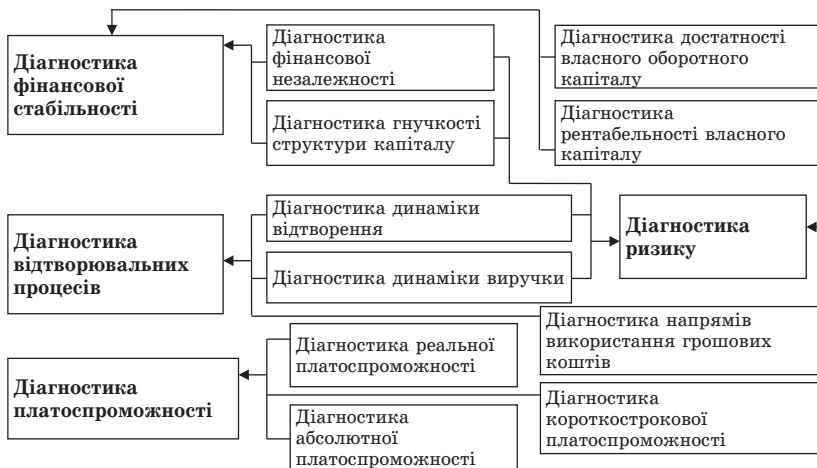 Діагностика
фінансової
стабільності
Діагностика
фінансової
незалежності
Діагностика достатності
власного оборотного
капіталу
Діагностика гнучкості
структури капіталу
Діагностика
рентабельності власного
капіталу
Діагностика
відтворювальних
процесів
Діагностика динаміки
відтворення
Діагностика динаміки виручки
Діагностика
ризику
Діагностика напрямів
використання грошових
коштів
Діагностика
платоспроможності
Діагностика реальної
платоспроможності
Діагностика
абсолютної
платоспроможності
Діагностика
короткострокової
платоспроможності